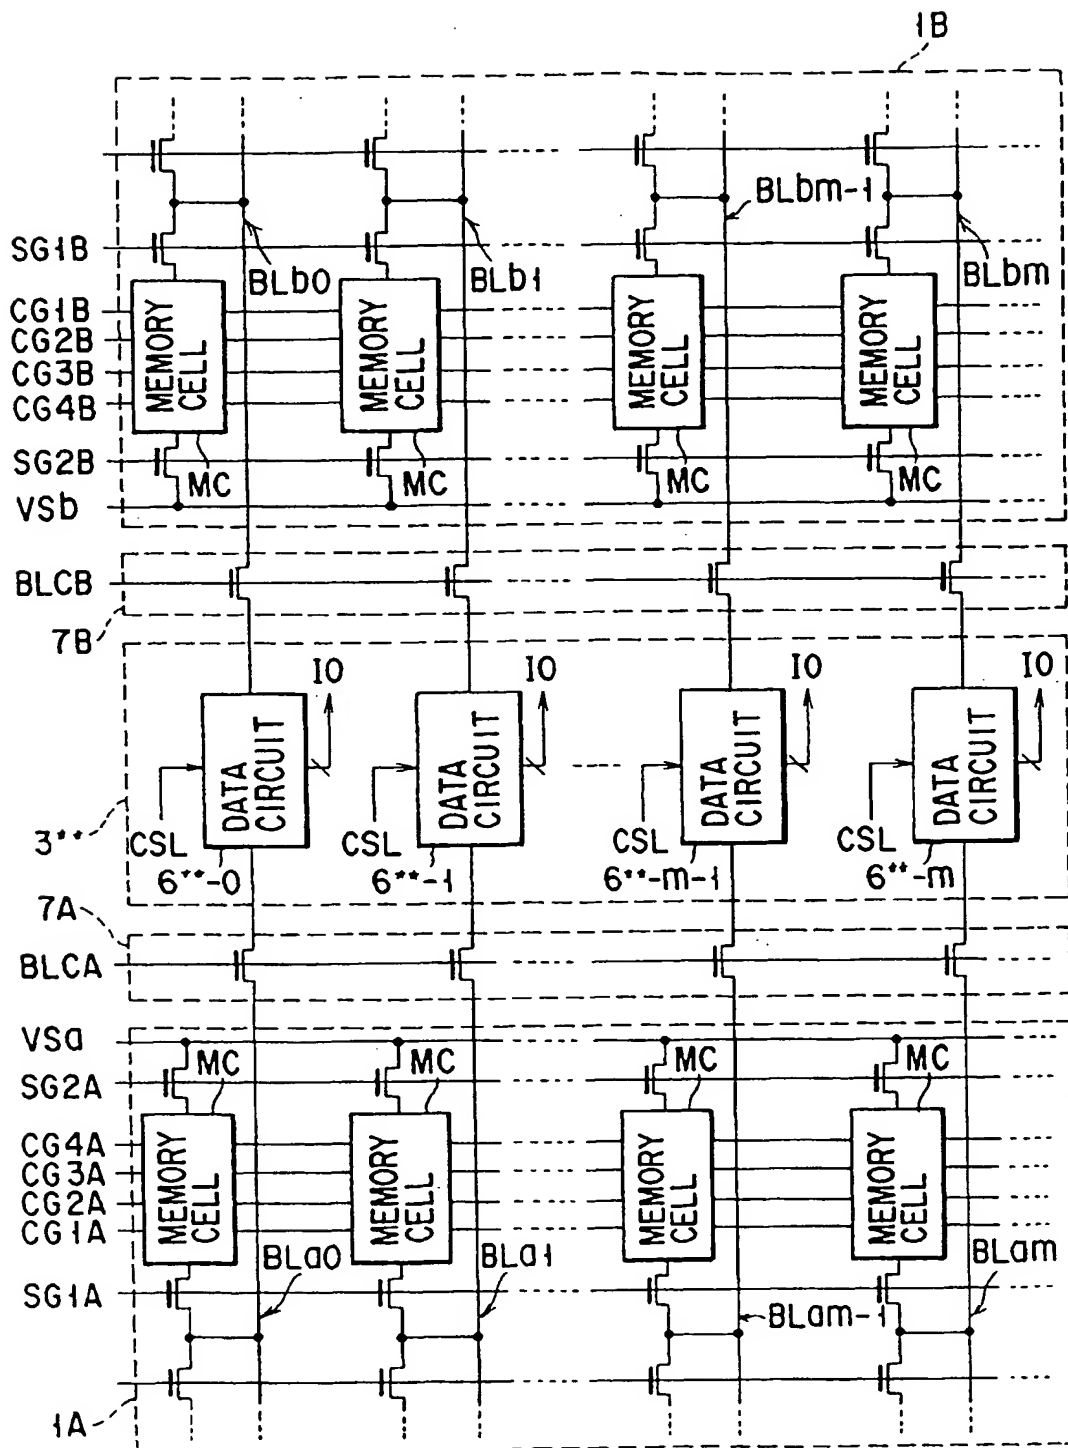 1B
BLbm-1
SG1B
BLb0
BLb1
BLbm
CG1B
CG2B
CG3B
CG4B
MEMORY CELL
MEMORY CELL
MEMORY CELL
MEMORY CELL
SG2B
MC
MC
MC
MC
VSb
BLCB
7B
IO
IO
IO
IO
DATA CIRCUIT
DATA CIRCUIT
DATA CIRCUIT
DATA CIRCUIT
3**
CSL
CSL
CSL
CSL
6**-0
6**-1
6**-m-1
6**-m
7A
BLCA
VSa
MC
MC
MC
MC
SG2A
CG4A
CG3A
CG2A
CG1A
MEMORY CELL
MEMORY CELL
MEMORY CELL
MEMORY CELL
BLa0
BLa1
BLam
SG1A
BLam-1
1A